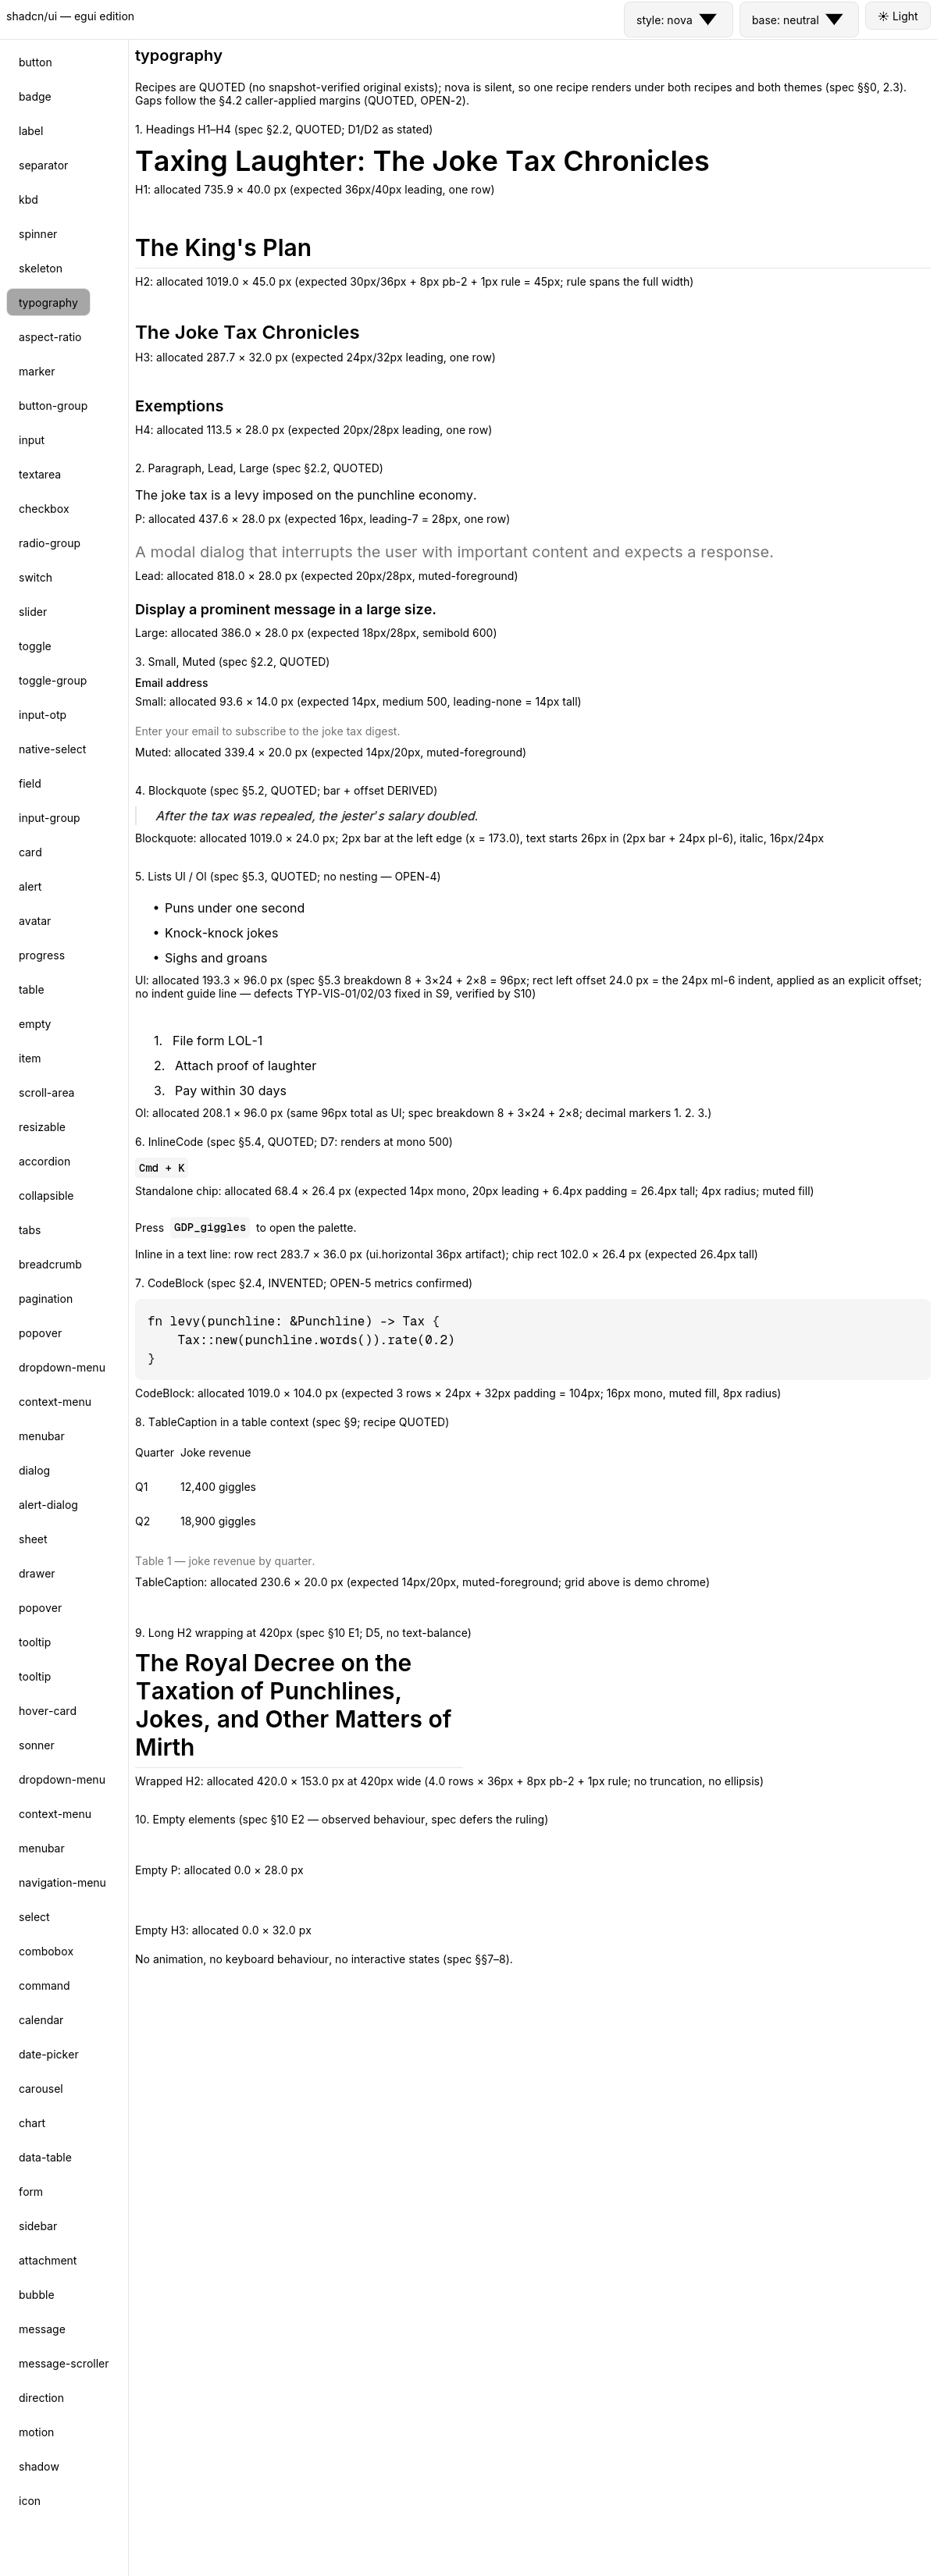 shadcn/ui — egui edition
style: nova
base: neutral
☀ Light
button
badge
label
separator
kbd
spinner
skeleton
typography
aspect-ratio
marker
button-group
input
textarea
checkbox
radio-group
switch
slider
toggle
toggle-group
input-otp
native-select
field
input-group
card
alert
avatar
progress
table
empty
item
scroll-area
resizable
accordion
collapsible
tabs
breadcrumb
pagination
popover
dropdown-menu
context-menu
menubar
dialog
alert-dialog
sheet
drawer
popover
tooltip
tooltip
hover-card
sonner
dropdown-menu
context-menu
menubar
navigation-menu
select
combobox
command
calendar
date-picker
carousel
chart
data-table
form
sidebar
attachment
bubble
message
message-scroller
direction
motion
shadow
icon
typography
Recipes are QUOTED (no snapshot-verified original exists); nova is silent, so one recipe renders under both recipes and both themes (spec §§0, 2.3).
Gaps follow the §4.2 caller-applied margins (QUOTED, OPEN-2).
1. Headings H1–H4 (spec §2.2, QUOTED; D1/D2 as stated)
Taxing Laughter: The Joke Tax Chronicles
H1: allocated 735.9 × 40.0 px (expected 36px/40px leading, one row)
The King's Plan
H2: allocated 1019.0 × 45.0 px (expected 30px/36px + 8px pb-2 + 1px rule = 45px; rule spans the full width)
The Joke Tax Chronicles
H3: allocated 287.7 × 32.0 px (expected 24px/32px leading, one row)
Exemptions
H4: allocated 113.5 × 28.0 px (expected 20px/28px leading, one row)
2. Paragraph, Lead, Large (spec §2.2, QUOTED)
The joke tax is a levy imposed on the punchline economy.
P: allocated 437.6 × 28.0 px (expected 16px, leading-7 = 28px, one row)
A modal dialog that interrupts the user with important content and expects a response.
Lead: allocated 818.0 × 28.0 px (expected 20px/28px, muted-foreground)
Display a prominent message in a large size.
Large: allocated 386.0 × 28.0 px (expected 18px/28px, semibold 600)
3. Small, Muted (spec §2.2, QUOTED)
Email address
Small: allocated 93.6 × 14.0 px (expected 14px, medium 500, leading-none = 14px tall)
Enter your email to subscribe to the joke tax digest.
Muted: allocated 339.4 × 20.0 px (expected 14px/20px, muted-foreground)
4. Blockquote (spec §5.2, QUOTED; bar + offset DERIVED)
After the tax was repealed, the jester's salary doubled.
Blockquote: allocated 1019.0 × 24.0 px; 2px bar at the left edge (x = 173.0), text starts 26px in (2px bar + 24px pl-6), italic, 16px/24px
5. Lists Ul / Ol (spec §5.3, QUOTED; no nesting — OPEN-4)
• Puns under one second
• Knock-knock jokes
• Sighs and groans
Ul: allocated 193.3 × 96.0 px (spec §5.3 breakdown 8 + 3×24 + 2×8 = 96px; rect left offset 24.0 px = the 24px ml-6 indent, applied as an explicit offset;
no indent guide line — defects TYP-VIS-01/02/03 fixed in S9, verified by S10)
1. File form LOL-1
2. Attach proof of laughter
3. Pay within 30 days
Ol: allocated 208.1 × 96.0 px (same 96px total as Ul; spec breakdown 8 + 3×24 + 2×8; decimal markers 1. 2. 3.)
6. InlineCode (spec §5.4, QUOTED; D7: renders at mono 500)
Cmd + K
Standalone chip: allocated 68.4 × 26.4 px (expected 14px mono, 20px leading + 6.4px padding = 26.4px tall; 4px radius; muted fill)
Press GDP_giggles to open the palette.
Inline in a text line: row rect 283.7 × 36.0 px (ui.horizontal 36px artifact); chip rect 102.0 × 26.4 px (expected 26.4px tall)
7. CodeBlock (spec §2.4, INVENTED; OPEN-5 metrics confirmed)
fn levy(punchline: &Punchline) -> Tax {
    Tax::new(punchline.words()).rate(0.2)
}
CodeBlock: allocated 1019.0 × 104.0 px (expected 3 rows × 24px + 32px padding = 104px; 16px mono, muted fill, 8px radius)
8. TableCaption in a table context (spec §9; recipe QUOTED)
Quarter Joke revenue
Q1 12,400 giggles
Q2 18,900 giggles
Table 1 — joke revenue by quarter.
TableCaption: allocated 230.6 × 20.0 px (expected 14px/20px, muted-foreground; grid above is demo chrome)
9. Long H2 wrapping at 420px (spec §10 E1; D5, no text-balance)
The Royal Decree on the
Taxation of Punchlines,
Jokes, and Other Matters of
Mirth
Wrapped H2: allocated 420.0 × 153.0 px at 420px wide (4.0 rows × 36px + 8px pb-2 + 1px rule; no truncation, no ellipsis)
10. Empty elements (spec §10 E2 — observed behaviour, spec defers the ruling)
Empty P: allocated 0.0 × 28.0 px
Empty H3: allocated 0.0 × 32.0 px
No animation, no keyboard behaviour, no interactive states (spec §§7–8).